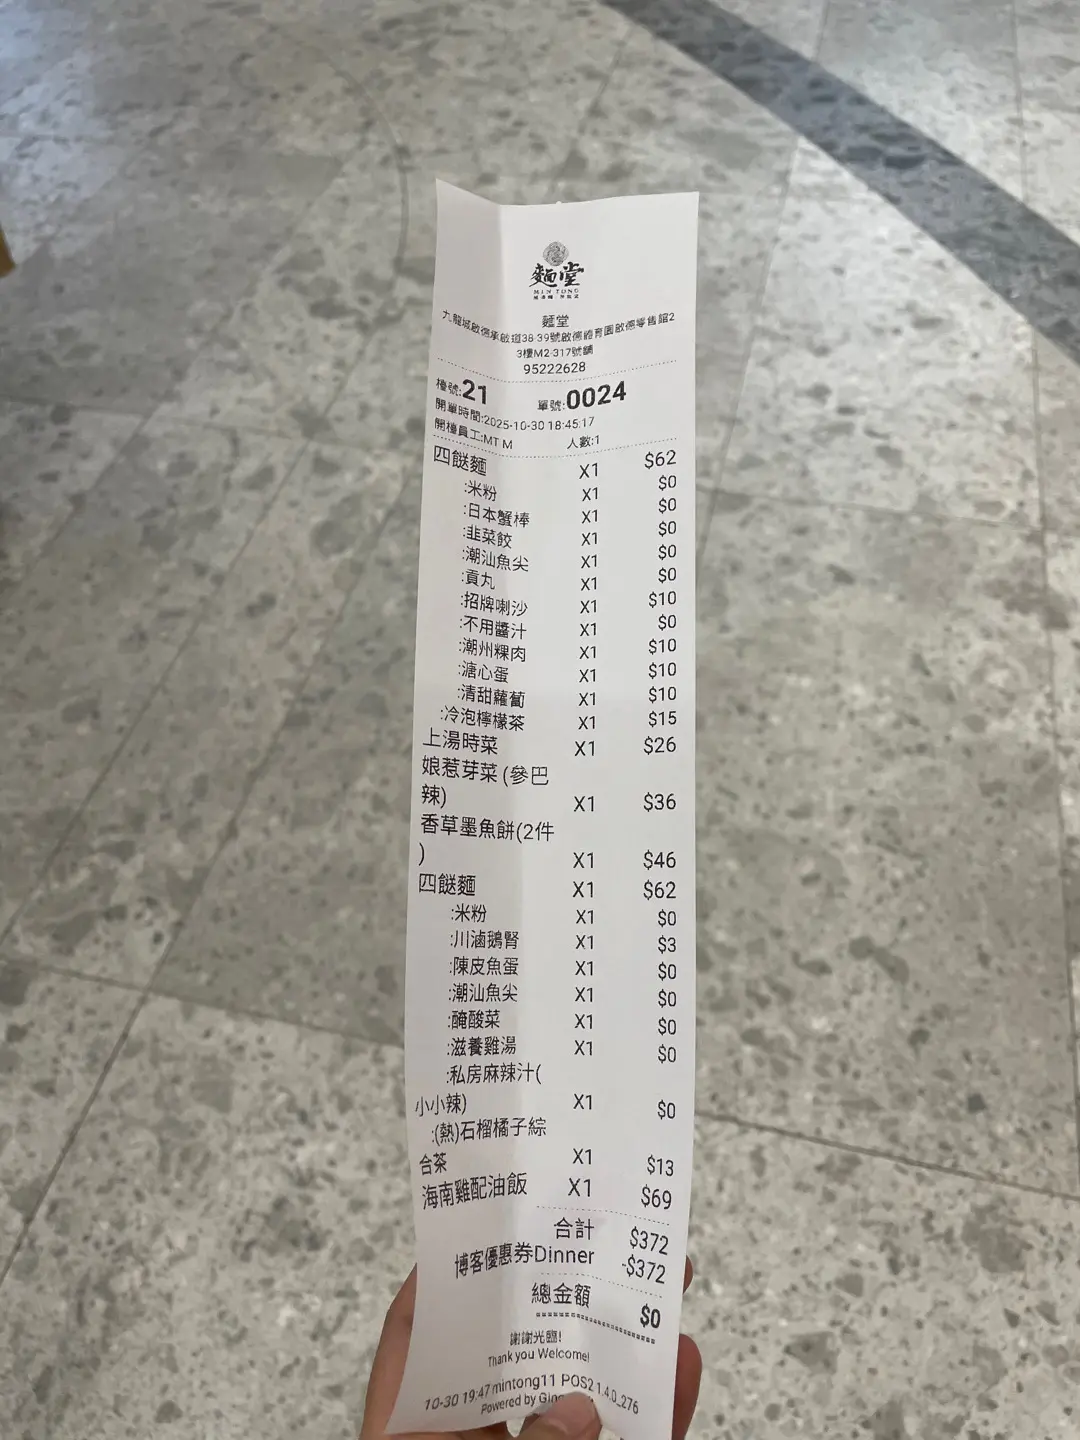 麵堂
MIN TONG
麵堂
九龍城啟德承啟道38-39號啟德體育園啟德零售館2
3樓M2-317號鋪
95222628
檯號:21 單號:0024
開單時間:2025-10-30 18:45:17
開檯員工:MT M 人數:1
四餸麵 X1 $62
:米粉 X1 $0
:日本蟹棒 X1 $0
:韮菜餃 X1 $0
:潮汕魚尖 X1 $0
:貢丸 X1 $0
:招牌喇沙 X1 $10
:不用醬汁 X1 $0
:潮州粿肉 X1 $10
:溏心蛋 X1 $10
:清甜蘿蔔 X1 $10
:冷泡檸檬茶 X1 $15
上湯時菜 X1 $26
娘惹芽菜(參巴
辣) X1 $36
香草墨魚餅(2件
) X1 $46
四餸麵 X1 $62
:米粉 X1 $0
:川滷鵝腎 X1 $3
:陳皮魚蛋 X1 $0
:潮汕魚尖 X1 $0
:醃酸菜 X1 $0
:滋養雞湯 X1 $0
:私房麻辣汁(
小小辣) X1 $0
:(熱)石榴橘子綜
合茶 X1 $13
海南雞配油飯 X1 $69
合計 $372
博客優惠券Dinner -$372
總金額 $0
謝謝光臨!
Thank you Welcome!
10-30 19:47 mintong11 POS2 1.4.0_276
Powered by